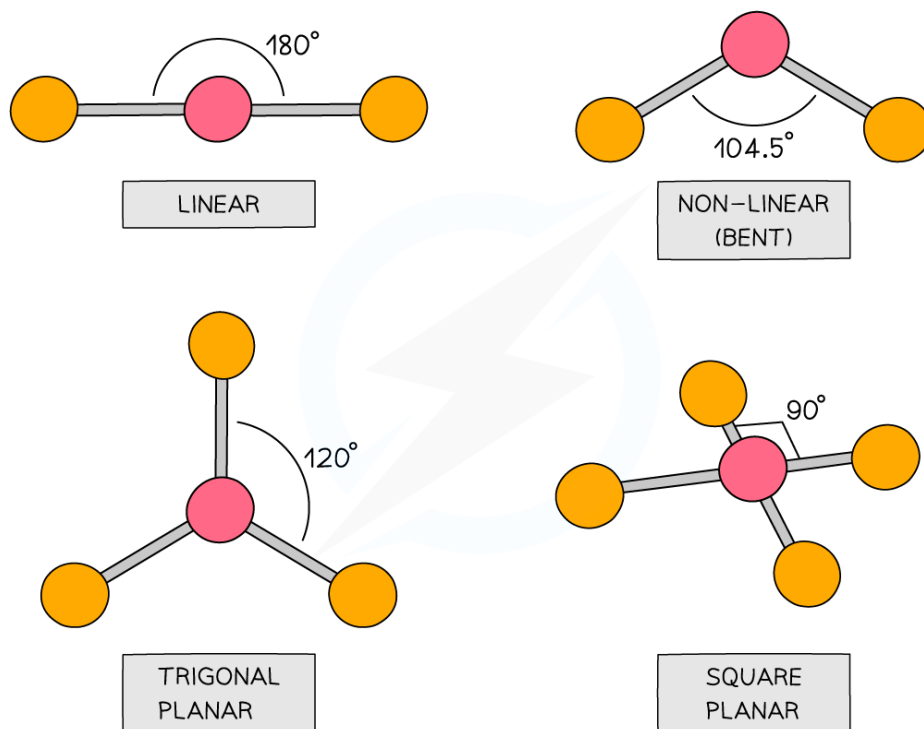 180°
LINEAR
104.5°
NON-LINEAR
(BENT)
120°
TRIGONAL
PLANAR
90°
SQUARE
PLANAR